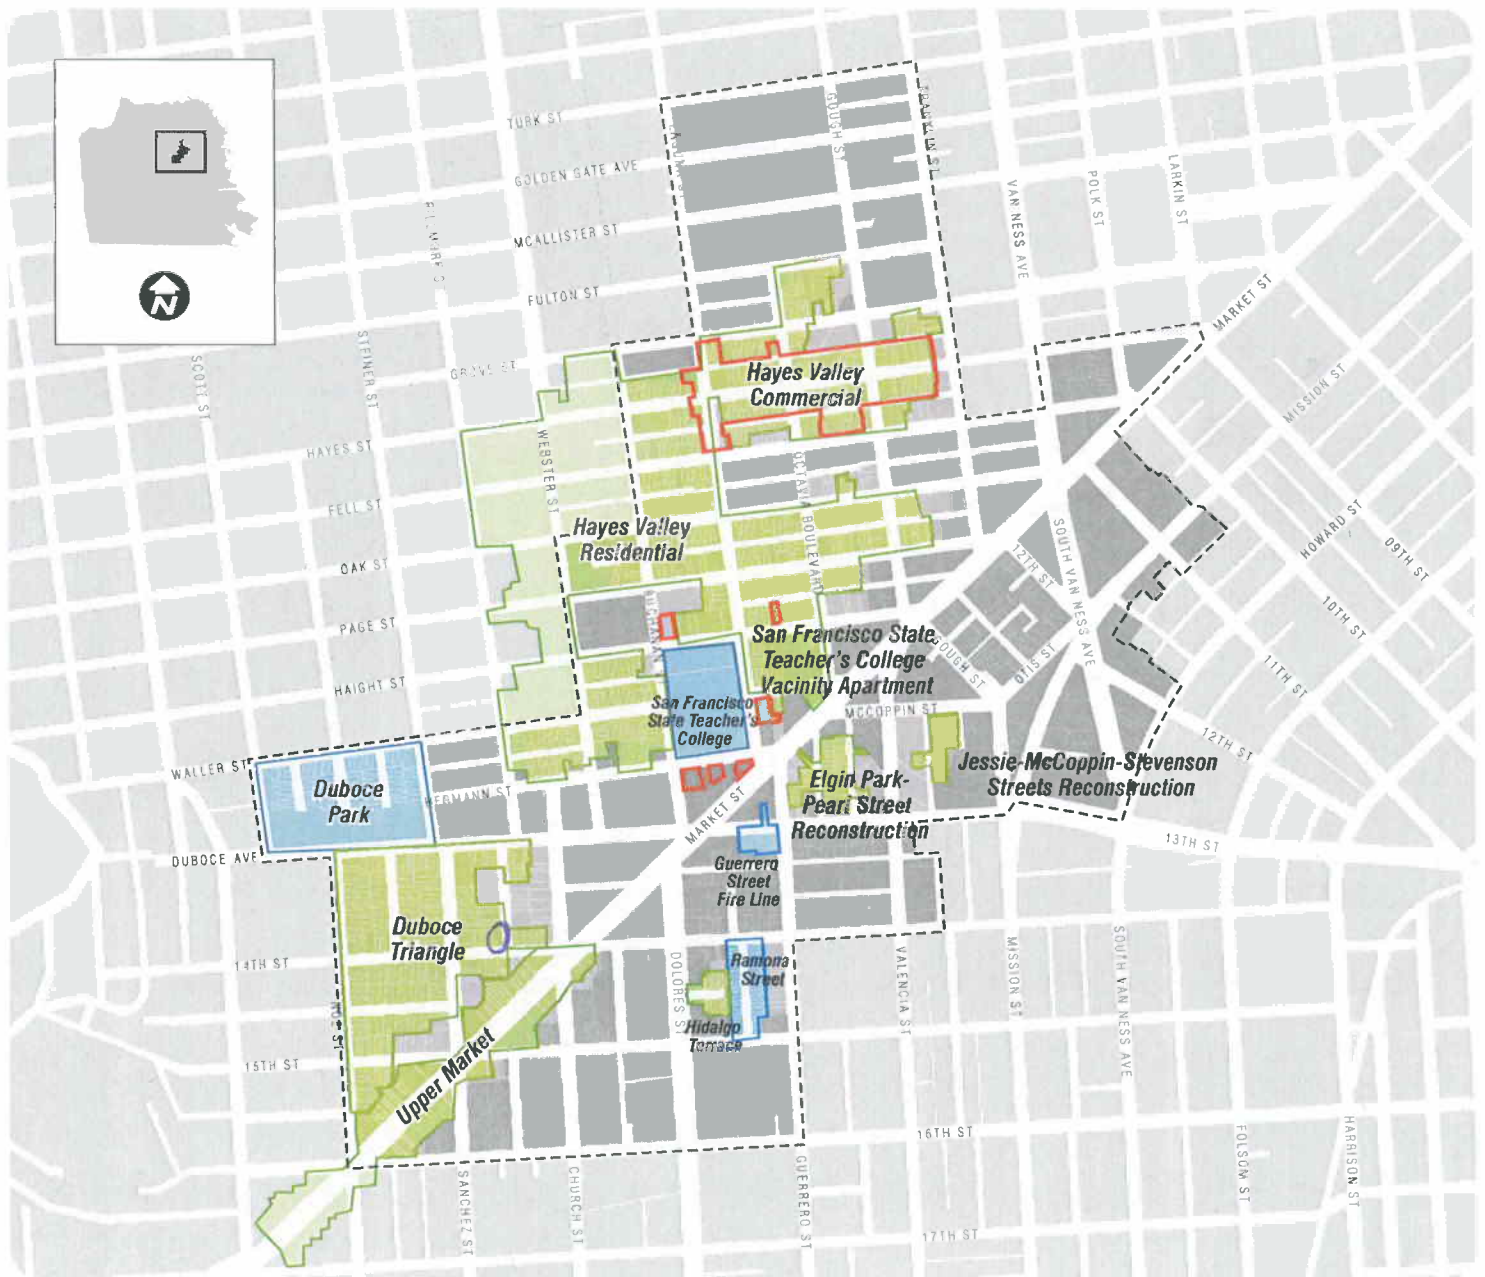 N
TURK ST
GOLDEN GATE AVE
MCALLISTER ST
FULTON ST
GROVE ST
HAYES ST
FELL ST
OAK ST
PAGE ST
HAIGHT ST
WALLER ST
HERMANN ST
DUBOCE AVE
14TH ST
15TH ST
16TH ST
17TH ST
SCOTT ST
STEINER ST
WEBSTER ST
GOUGH ST
FRANKLIN ST
VAN NESS AVE
POLK ST
LARKIN ST
MARKET ST
MISSION ST
HOWARD ST
09TH ST
10TH ST
11TH ST
12TH ST
12TH ST
SOUTH VAN NESS AVE
GOUGH ST
OTIS ST
MCCOPPIN ST
OCTAVIA BOULEVARD
MARKET ST
13TH ST
DOLORES ST
VALENCIA ST
MISSION ST
SOUTH VAN NESS AVE
FOLSOM ST
HARRISON ST
SANCHEZ ST
CHURCH ST
GUERRERO ST
Hayes Valley
Commercial
Hayes Valley
Residential
San Francisco State
Teacher's College
Vacinity Apartment
San Francisco
State Teacher's
College
Duboce
Park
Elgin Park-
Pearl Street
Reconstruction
Jessie-McCoppin-Stevenson
Streets Reconstruction
Guerrero
Street
Fire Line
Duboce
Triangle
Ramona
Street
Hidalgo
Terrace
Upper Market